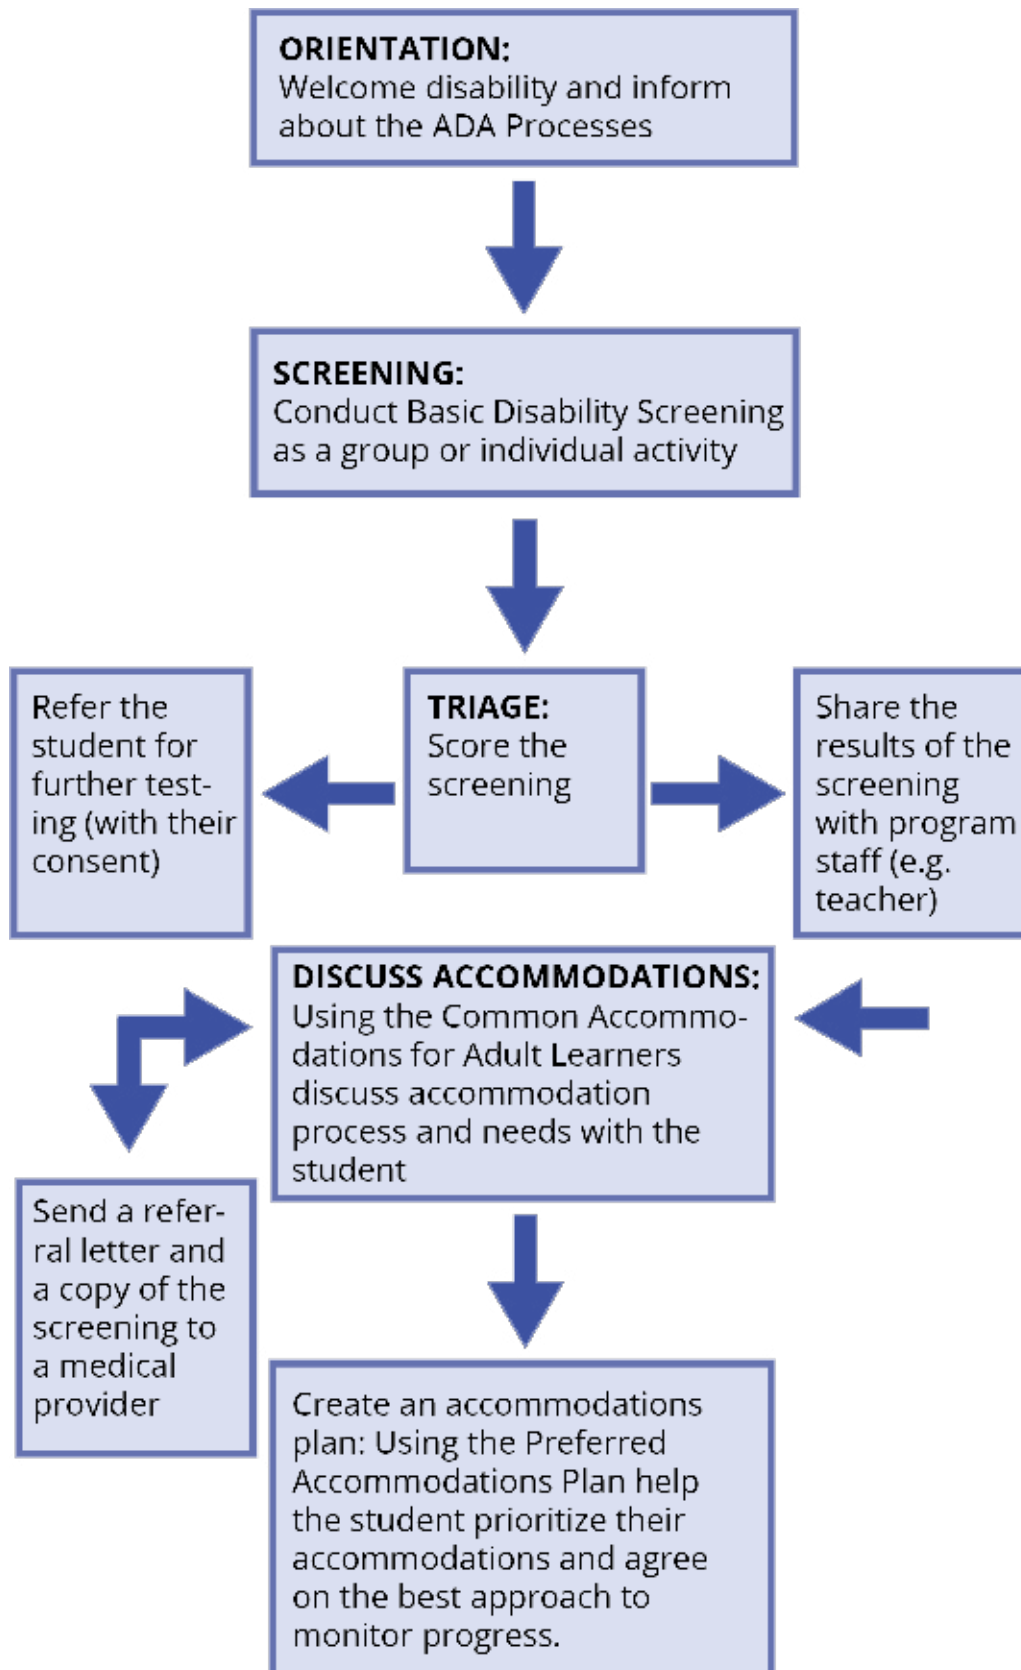 ORIENTATION:
Welcome disability and inform
about the ADA Processes
SCREENING:
Conduct Basic Disability Screening
as a group or individual activity
Refer the
student for
further test-
ing (with their
consent)
TRIAGE:
Score the
screening
Share the
results of the
screening
with program
staff (e.g.
teacher)
DISCUSS ACCOMMODATIONS:
Using the Common Accommo-
dations for Adult Learners
discuss accommodation
process and needs with the
student
Send a refer-
ral letter and
a copy of the
screening to
a medical
provider
Create an accommodations
plan: Using the Preferred
Accommodations Plan help
the student prioritize their
accommodations and agree
on the best approach to
monitor progress.